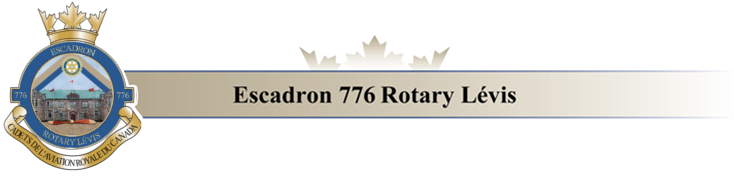 ESCADRON
776 776
ROTARY LÉVIS
CADETS DE L'AVIATION ROYALE DU CANADA
Escadron 776 Rotary Lévis